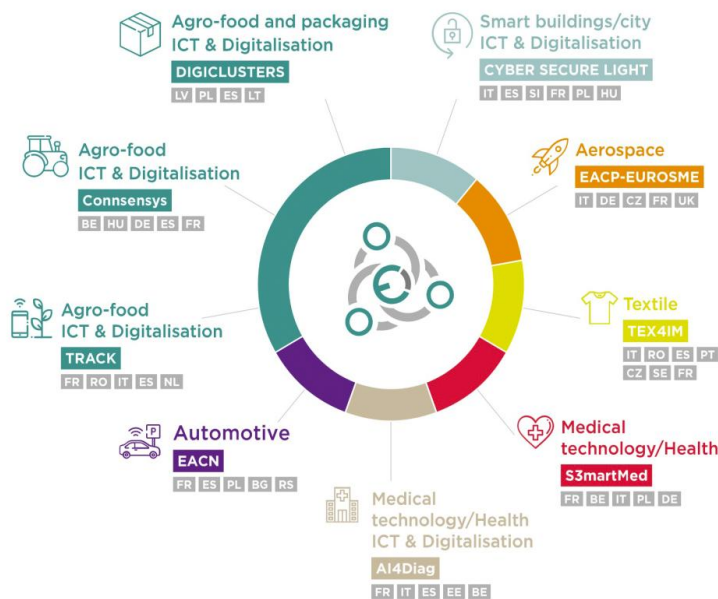 Agro-food and packaging
ICT & Digitalisation
DIGICLUSTERS
LV PL ES LT
Smart buildings/city
ICT & Digitalisation
CYBER SECURE LIGHT
IT ES SI FR PL HU
Agro-food
ICT & Digitalisation
Connsensys
BE HU DE ES FR
Aerospace
EACP-EUROSME
IT DE CZ FR UK
Agro-food
ICT & Digitalisation
TRACK
FR RO IT ES NL
Textile
TEX4IM
IT RO ES PT
CZ SE FR
P
Automotive
EACN
FR ES PL BG RS
Medical
technology/Health
S3martMed
FR BE IT PL DE
Medical
technology/Health
ICT & Digitalisation
AI4Diag
FR IT ES EE BE